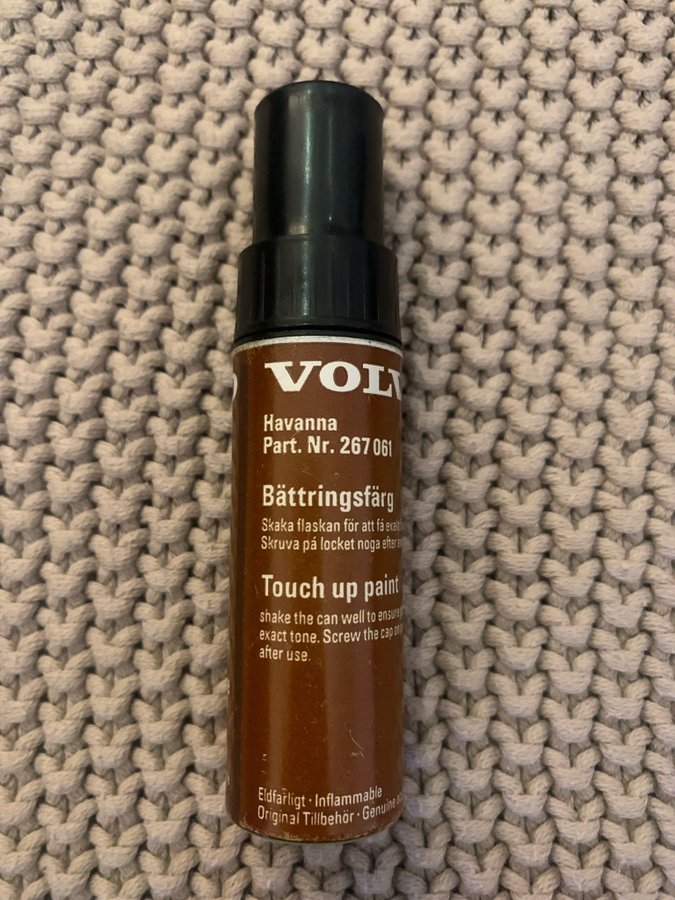 VOLV
Havanna
Part. Nr. 267 061
Bättringsfärg
Skaka flaskan för att få
Skruva på locket noga efter
Touch up paint
shake the can well to ensure
exact tone. Screw the cap on
after use.
Eldfarligt · Inflammable
Original Tillbehör · Genuine